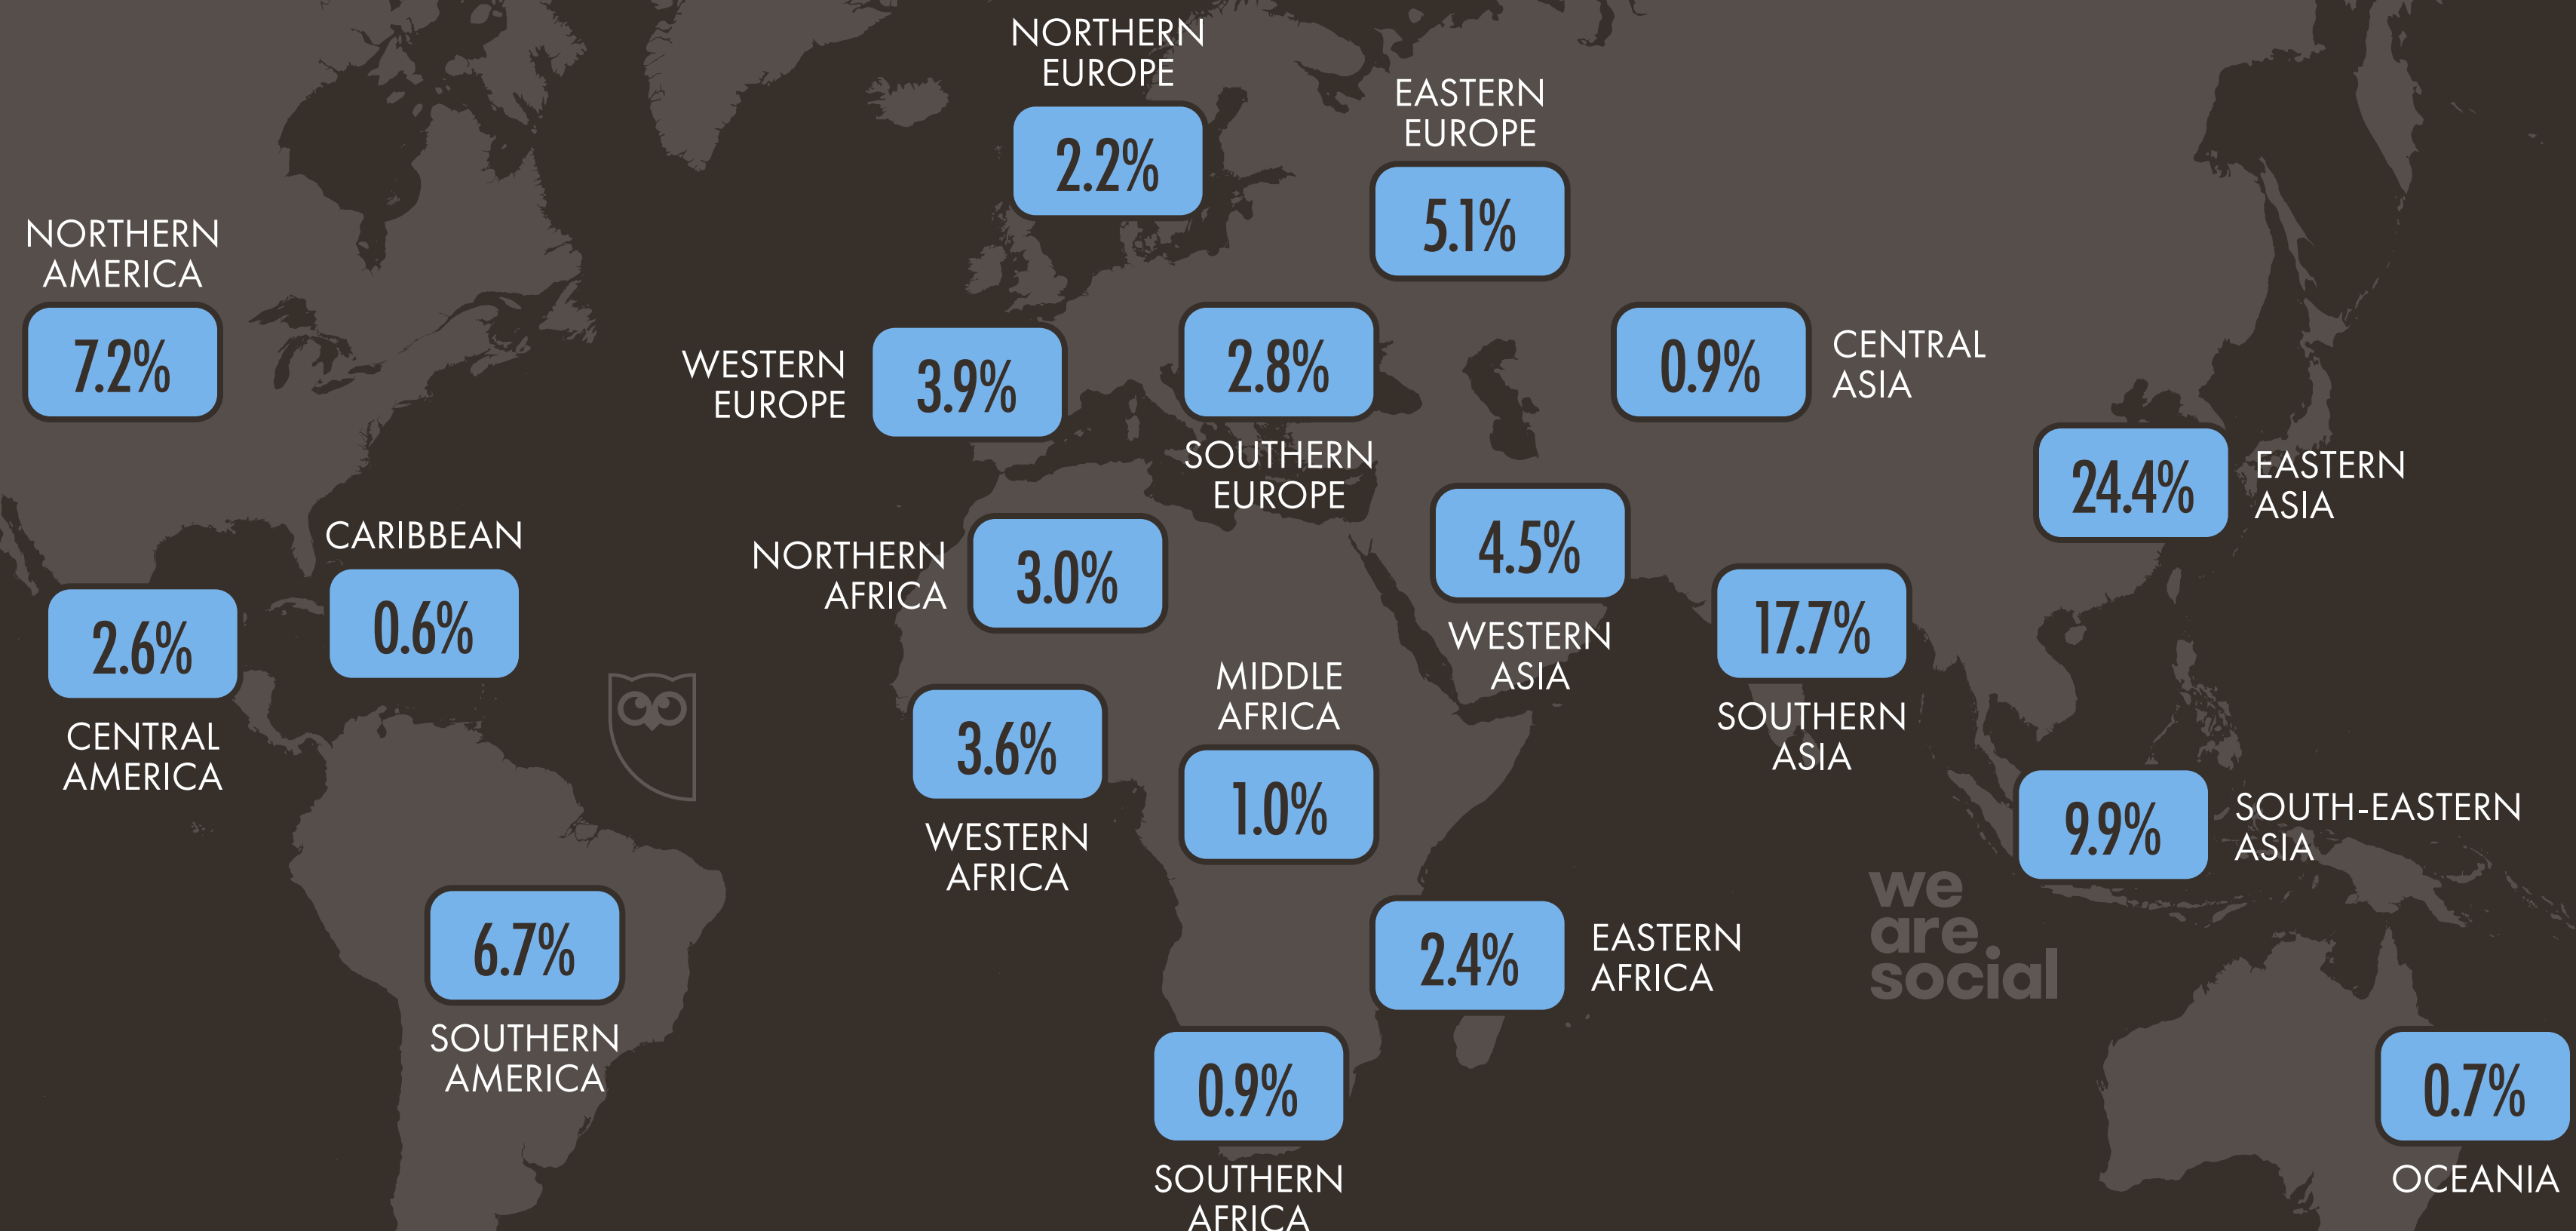 NORTHERN
EUROPE
2.2%
EASTERN
EUROPE
5.1%
NORTHERN
AMERICA
7.2%
WESTERN
EUROPE
3.9%
2.8%
SOUTHERN
EUROPE
0.9%
CENTRAL
ASIA
24.4%
EASTERN
ASIA
CARIBBEAN
0.6%
2.6%
CENTRAL
AMERICA
NORTHERN
AFRICA
3.0%
4.5%
WESTERN
ASIA
17.7%
SOUTHERN
ASIA
3.6%
WESTERN
AFRICA
MIDDLE
AFRICA
1.0%
9.9%
SOUTH-EASTERN
ASIA
6.7%
SOUTHERN
AMERICA
2.4%
EASTERN
AFRICA
we
are
social
0.9%
SOUTHERN
AFRICA
0.7%
OCEANIA